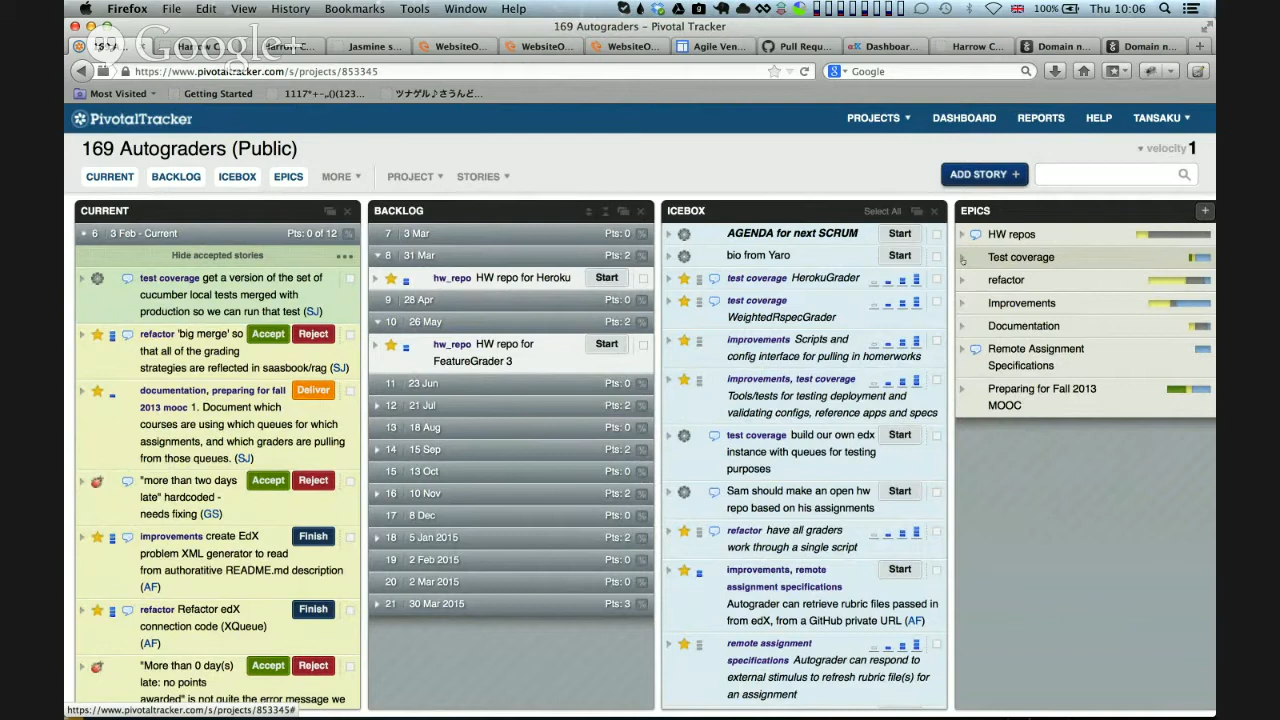 Firefox File Edit View History Bookmarks Tools Window Help 100% Thu 10:06
169 Autograders – Pivotal Tracker
Google+
Jasmine s... WebsiteO... WebsiteO... WebsiteO... Agile Ven... Pull Requ... Dashboar... Harrow C... Domain n... Domain n...
https://www.pivotaltracker.com/s/projects/853345 Google
Most Visited Getting Started 1117*+-,,()(123... ツナゲル♪さうんど...
PivotalTracker PROJECTS DASHBOARD REPORTS HELP TANSAKU
169 Autograders (Public) velocity 1
CURRENT BACKLOG ICEBOX EPICS MORE PROJECT STORIES ADD STORY +
CURRENT
6 3 Feb - Current Pts: 0 of 12
Hide accepted stories
test coverage get a version of the set of
cucumber local tests merged with
production so we can run that test (SJ)
refactor 'big merge' so Accept Reject
that all of the grading
strategies are reflected in saasbook/rag (SJ)
documentation, preparing for fall Deliver
2013 mooc 1. Document which
courses are using which queues for which
assignments, and which graders are pulling
from those queues. (SJ)
"more than two days Accept Reject
late" hardcoded -
needs fixing (GS)
improvements create EdX Finish
problem XML generator to read
from authoritative README.md description
(AF)
refactor Refactor edX Finish
connection code (XQueue)
(AF)
"More than 0 day(s) Accept Reject
late: no points
awarded" is not quite the error message we
BACKLOG
7 3 Mar Pts: 0
8 31 Mar Pts: 2
hw_repo HW repo for Heroku Start
9 28 Apr Pts: 0
10 26 May Pts: 2
hw_repo HW repo for Start
FeatureGrader 3
11 23 Jun Pts: 0
12 21 Jul Pts: 2
13 18 Aug Pts: 0
14 15 Sep Pts: 2
15 13 Oct Pts: 0
16 10 Nov Pts: 2
17 8 Dec Pts: 0
18 5 Jan 2015 Pts: 2
19 2 Feb 2015 Pts: 0
20 2 Mar 2015 Pts: 0
21 30 Mar 2015 Pts: 3
ICEBOX Select All
AGENDA for next SCRUM Start
bio from Yaro Start
test coverage HerokuGrader
test coverage
WeightedRspecGrader
improvements Scripts and
config interface for pulling in homeworks
improvements, test coverage
Tools/tests for testing deployment and
validating configs, reference apps and specs
test coverage build our own edx Start
instance with queues for testing
purposes
Sam should make an open hw Start
repo based on his assignments
refactor have all graders
work through a single script
improvements, remote Start
assignment specifications
Autograder can retrieve rubric files passed in
from edX, from a GitHub private URL (AF)
remote assignment
specifications Autograder can respond to
external stimulus to refresh rubric file(s) for
an assignment
EPICS +
HW repos
Test coverage
refactor
Improvements
Documentation
Remote Assignment
Specifications
Preparing for Fall 2013
MOOC
https://www.pivotaltracker.com/s/projects/853345#